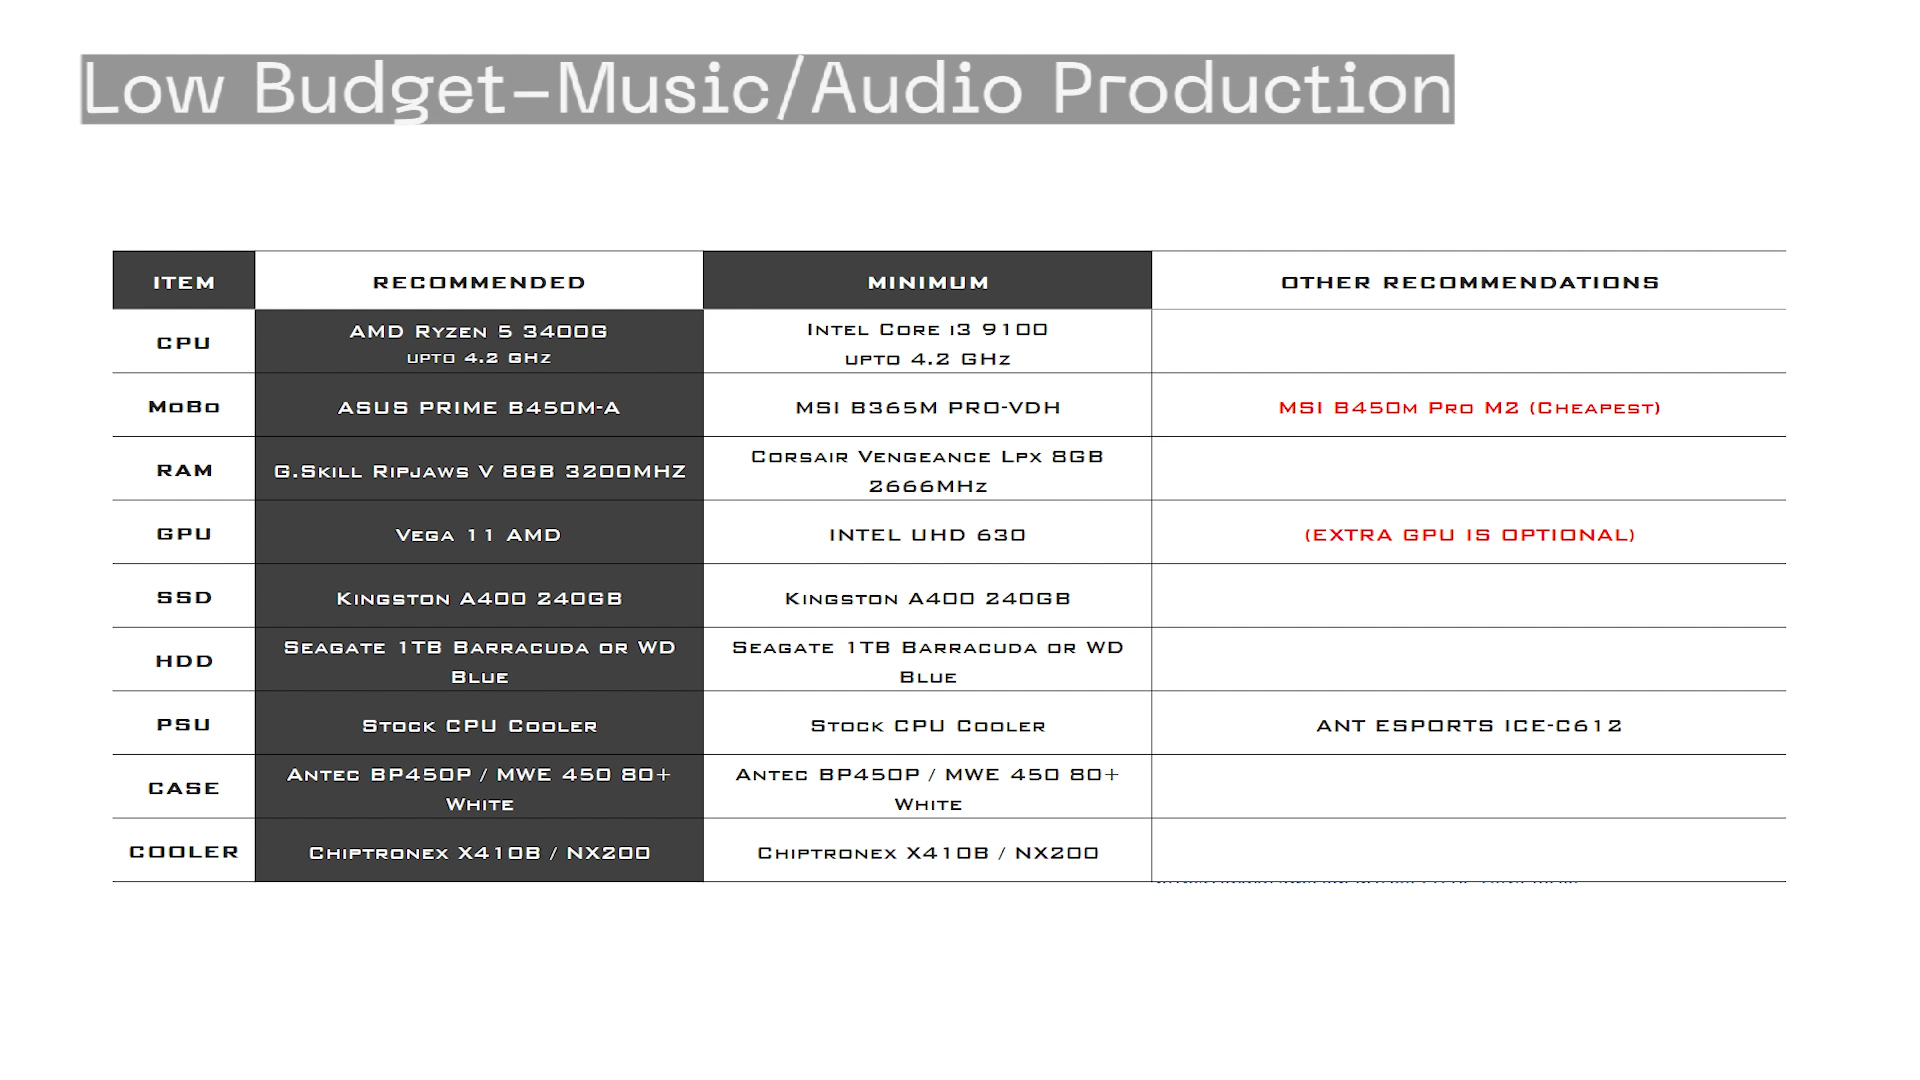 Low Budget-Music/Audio Production
ITEM RECOMMENDED MINIMUM OTHER RECOMMENDATIONS
CPU AMD Ryzen 5 3400G upto 4.2 GHz Intel Core i3 9100 upto 4.2 GHz
MoBo ASUS PRIME B450M-A MSI B365M PRO-VDH MSI B450m Pro M2 (Cheapest)
RAM G.Skill Ripjaws V 8GB 3200MHZ Corsair Vengeance Lpx 8GB 2666MHz
GPU Vega 11 AMD INTEL UHD 630 (EXTRA GPU IS OPTIONAL)
SSD Kingston A400 240GB Kingston A400 240GB
HDD Seagate 1TB Barracuda or WD Blue Seagate 1TB Barracuda or WD Blue
PSU Stock CPU Cooler Stock CPU Cooler ANT ESPORTS ICE-C612
CASE Antec BP450P / MWE 450 80+ White Antec BP450P / MWE 450 80+ White
COOLER Chiptronex X410B / NX200 Chiptronex X410B / NX200